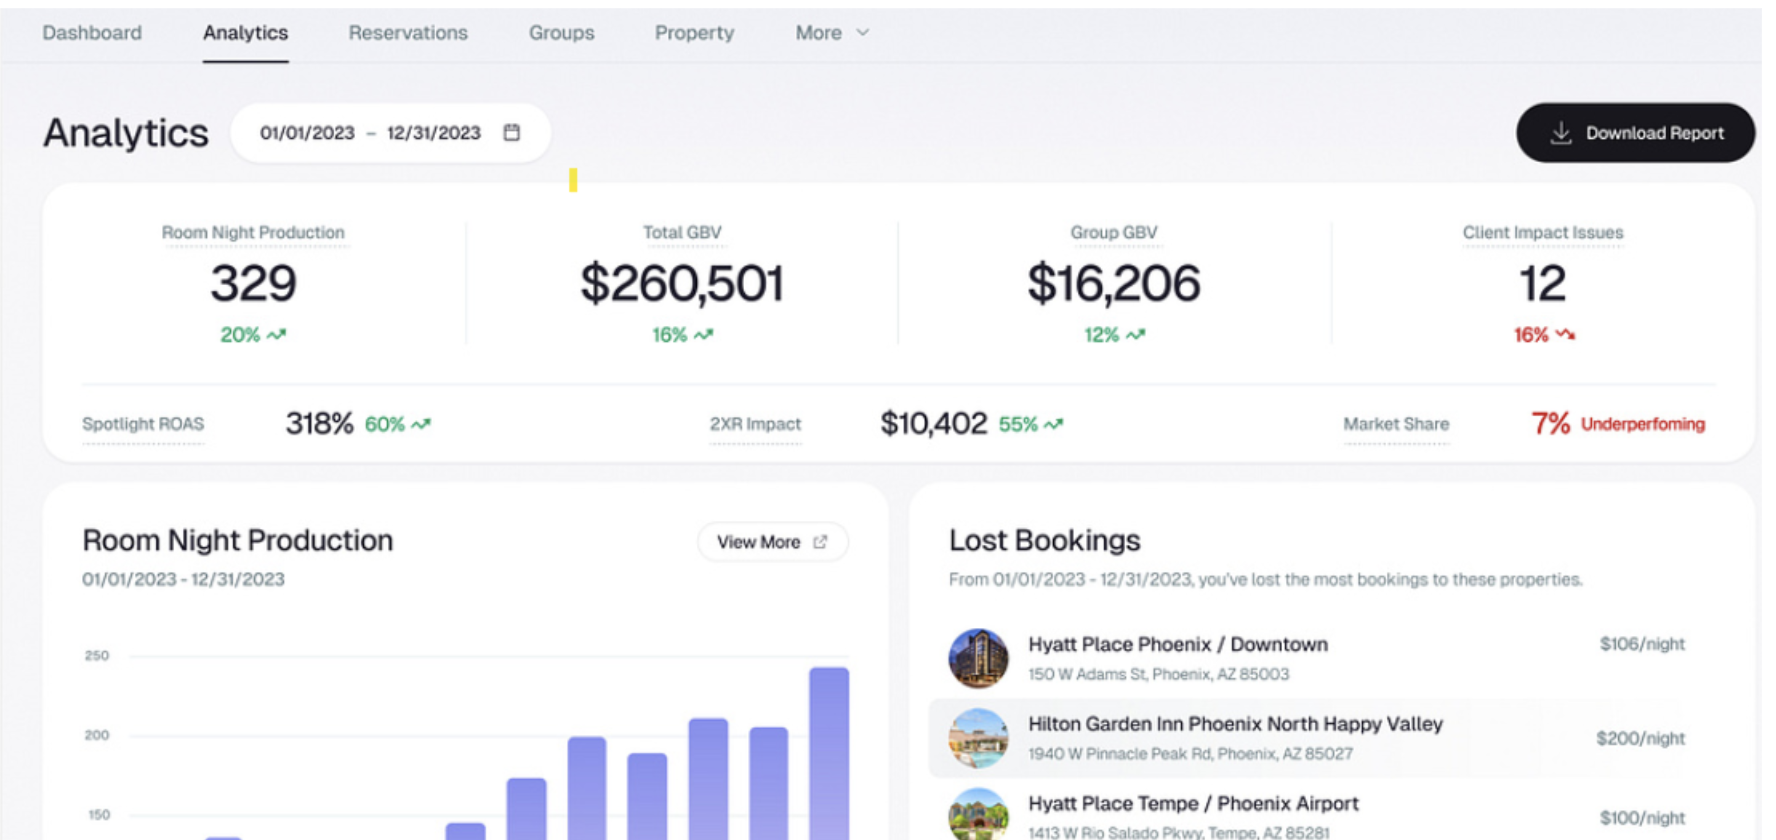 Dashboard Analytics Reservations Groups Property More
Analytics 01/01/2023 – 12/31/2023 Download Report
Room Night Production Total GBV Group GBV Client Impact Issues
329 $260,501 $16,206 12
20% 16% 12% 16%
Spotlight ROAS 318% 60% 2XR Impact $10,402 55% Market Share 7% Underperfoming
Room Night Production View More
01/01/2023 - 12/31/2023
250
200
150
Lost Bookings
From 01/01/2023 - 12/31/2023, you've lost the most bookings to these properties.
Hyatt Place Phoenix / Downtown $106/night
150 W Adams St, Phoenix, AZ 85003
Hilton Garden Inn Phoenix North Happy Valley $200/night
1940 W Pinnacle Peak Rd, Phoenix, AZ 85027
Hyatt Place Tempe / Phoenix Airport $100/night
1413 W Rio Salado Pkwy, Tempe, AZ 85281